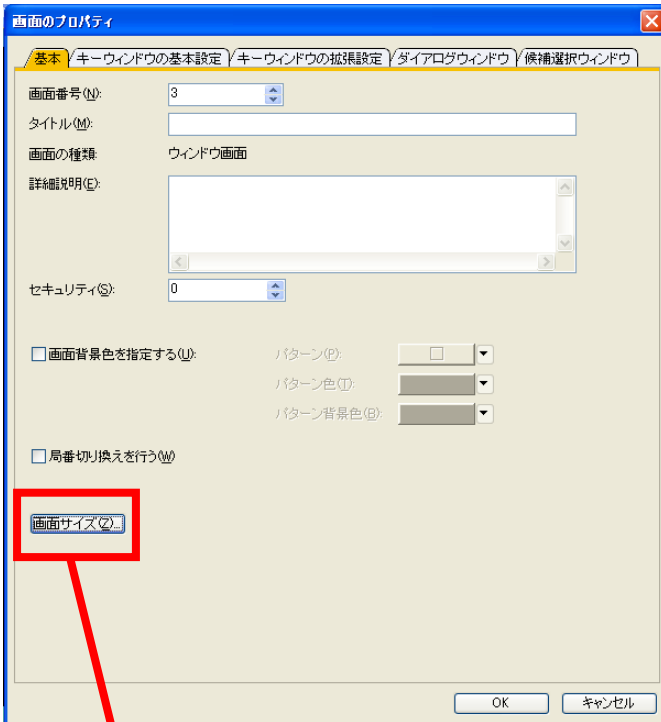 画面のプロパティ
基本 キーウィンドウの基本設定 キーウィンドウの拡張設定 ダイアログウィンドウ 候補選択ウィンドウ
画面番号(N): 3
タイトル(M):
画面の種類: ウィンドウ画面
詳細説明(E):
セキュリティ(S): 0
画面背景色を指定する(U): パターン(P):
パターン色(T):
パターン背景色(B):
局番切り換えを行う(W)
画面サイズ(Z)...
OK キャンセル